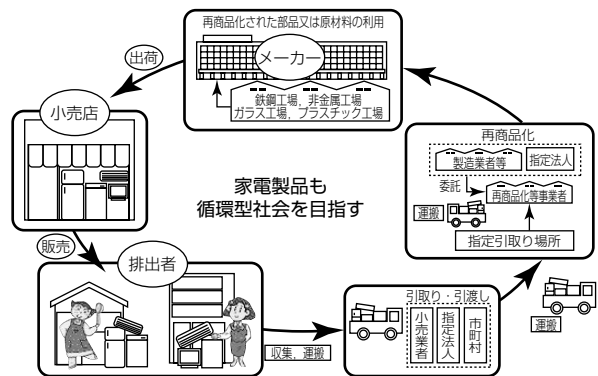 再商品化された部品又は原材料の利用
メーカー
鉄鋼工場, 非金属工場
ガラス工場, プラスチック工場
出荷
小売店
販売
排出者
家電製品も
循環型社会を目指す
収集, 運搬
引取り・引渡し
小売業者
指定法人
市町村
運搬
再商品化
製造業者等
指定法人
委託
再商品化等事業者
運搬
指定引取り場所